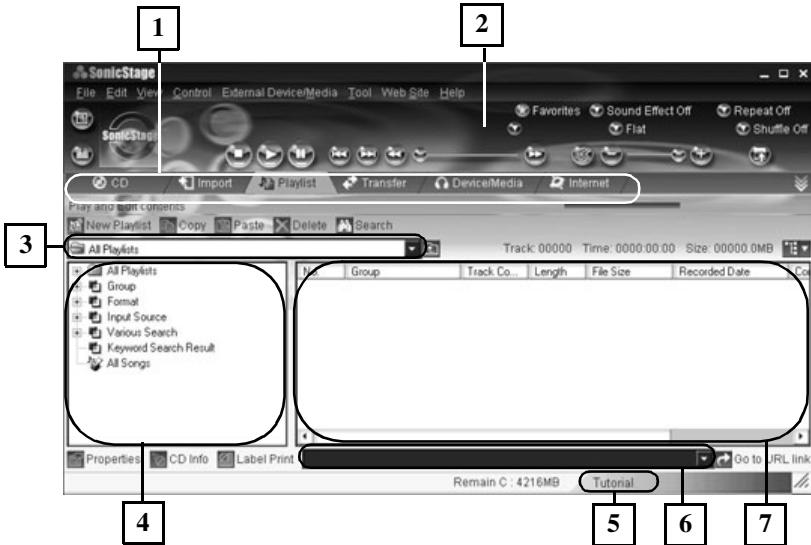 1
2
SonicStage
File Edit View Control External Device/Media Tool Web Site Help
Favorites Sound Effect Off Repeat Off
SonicStage
Flat Shuffle Off
CD Import Playlist Transfer Device/Media Internet
Play and Edit contents
New Playlist Copy Paste Delete Search
3
All Playlists Track: 00000 Time: 0000:00:00 Size: 00000.0MB
All Playlists
Group
Format
Input Source
Various Search
Keyword Search Result
All Songs
No. Group Track Co... Length File Size Recorded Date Co
Properties CD Info Label Print Go to URL link
Remain C : 4216MB Tutorial
4
5
6
7